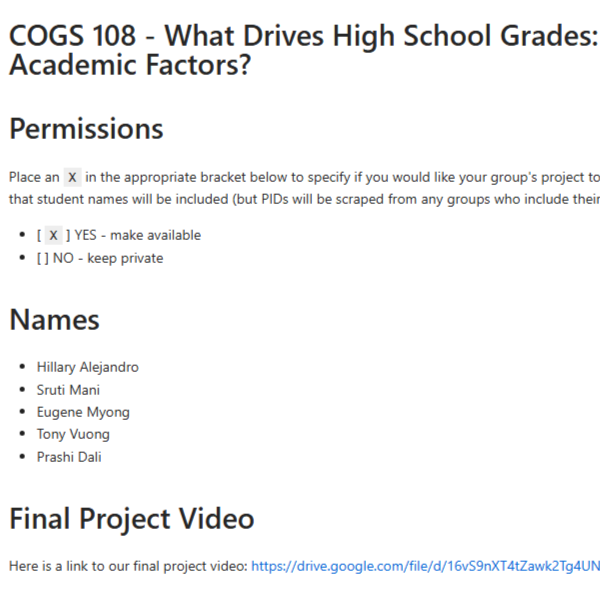 COGS 108 - What Drives High School Grades:
Academic Factors?
Permissions
Place an X in the appropriate bracket below to specify if you would like your group's project to
that student names will be included (but PIDs will be scraped from any groups who include their
[ X ] YES - make available
[ ] NO - keep private
Names
Hillary Alejandro
Sruti Mani
Eugene Myong
Tony Vuong
Prashi Dali
Final Project Video
Here is a link to our final project video: https://drive.google.com/file/d/16vS9nXT4tZawk2Tg4UN